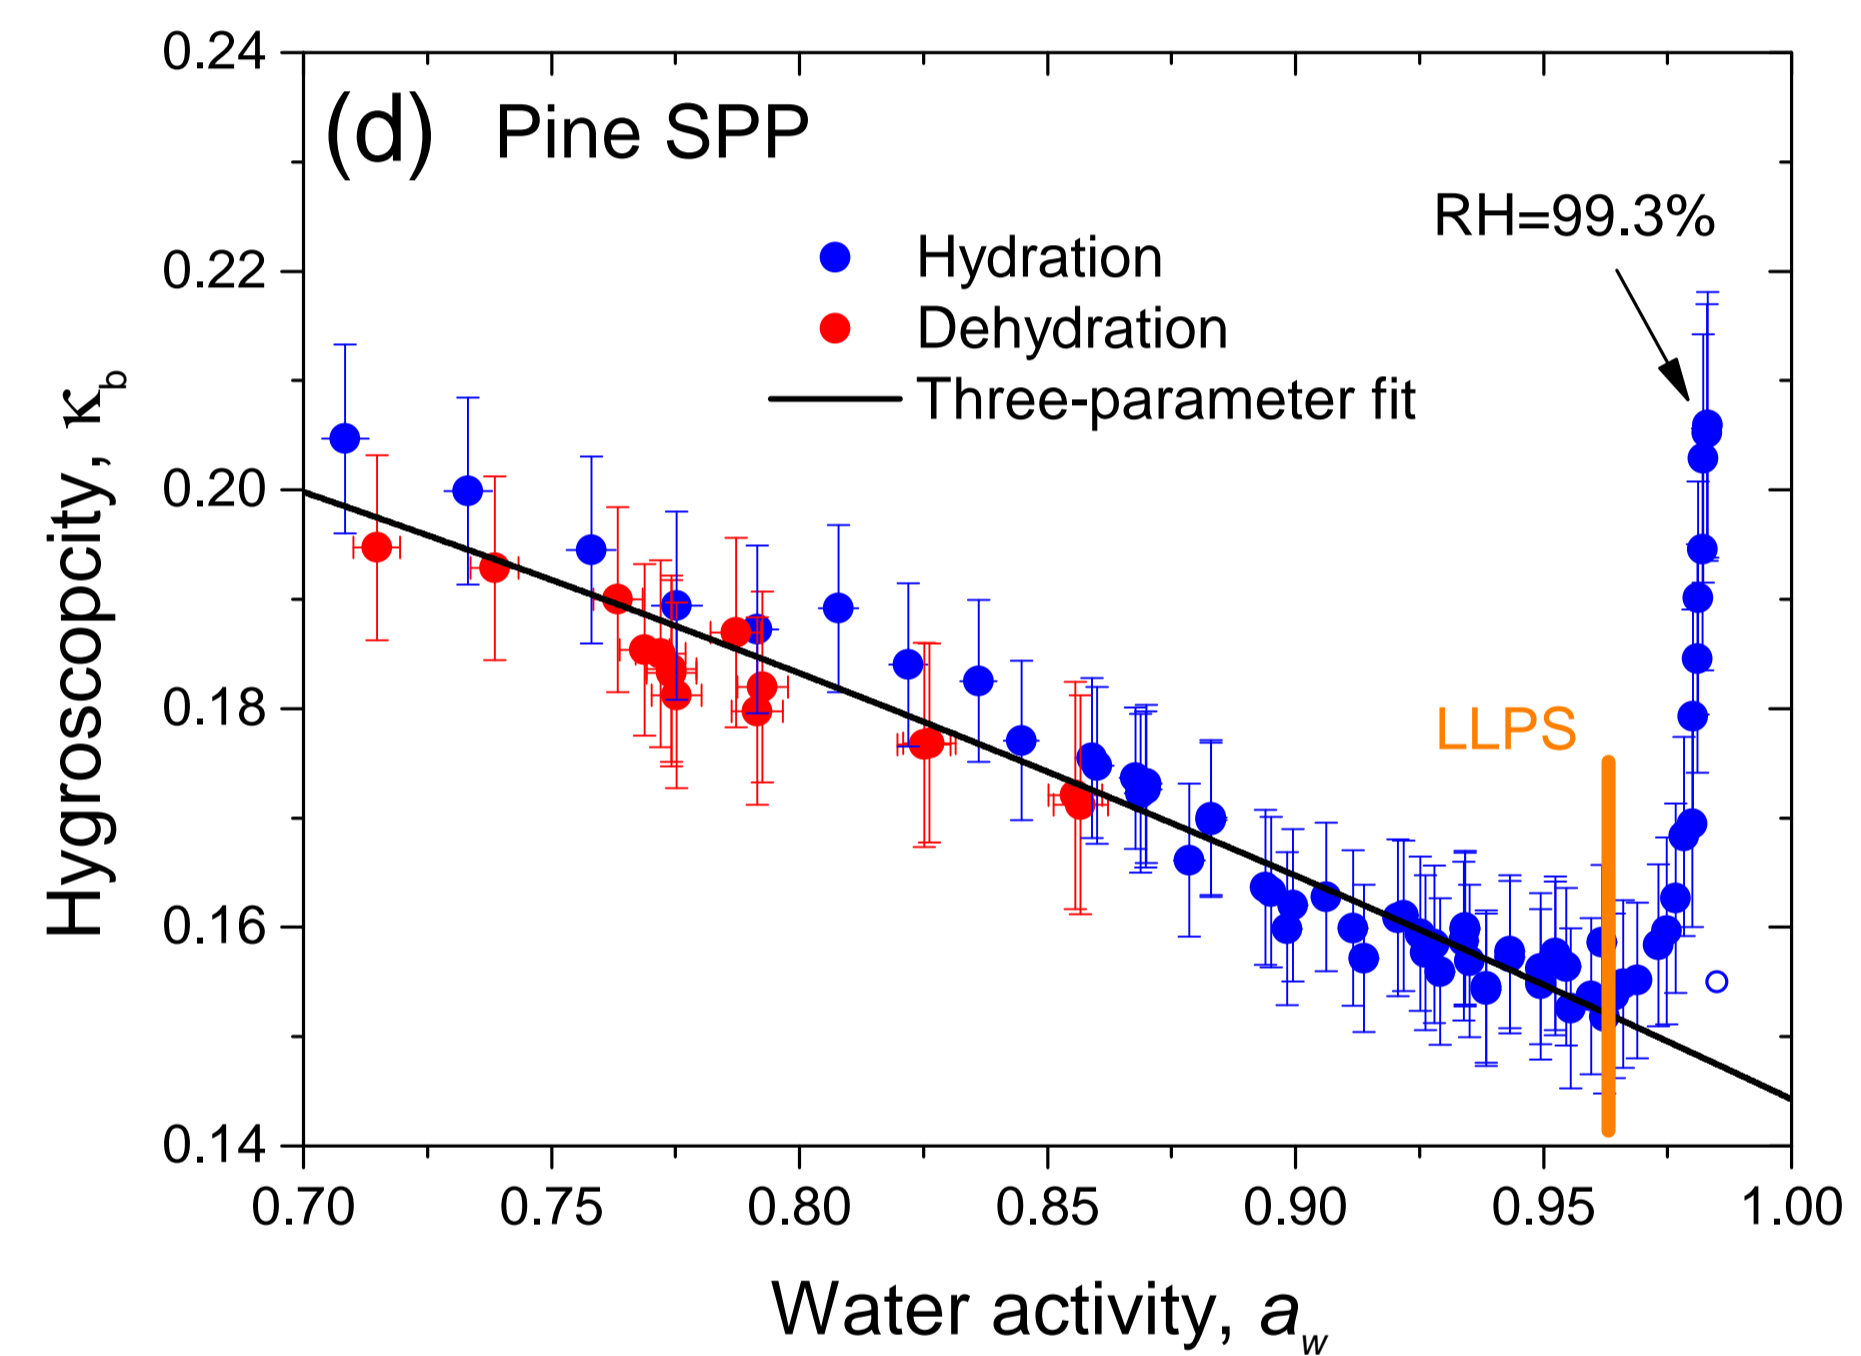 (d) Pine SPP
Hydration
Dehydration
Three-parameter fit
RH=99.3%
LLPS
Hygroscopcity, κb
0.24
0.22
0.20
0.18
0.16
0.14
0.70 0.75 0.80 0.85 0.90 0.95 1.00
Water activity, aw